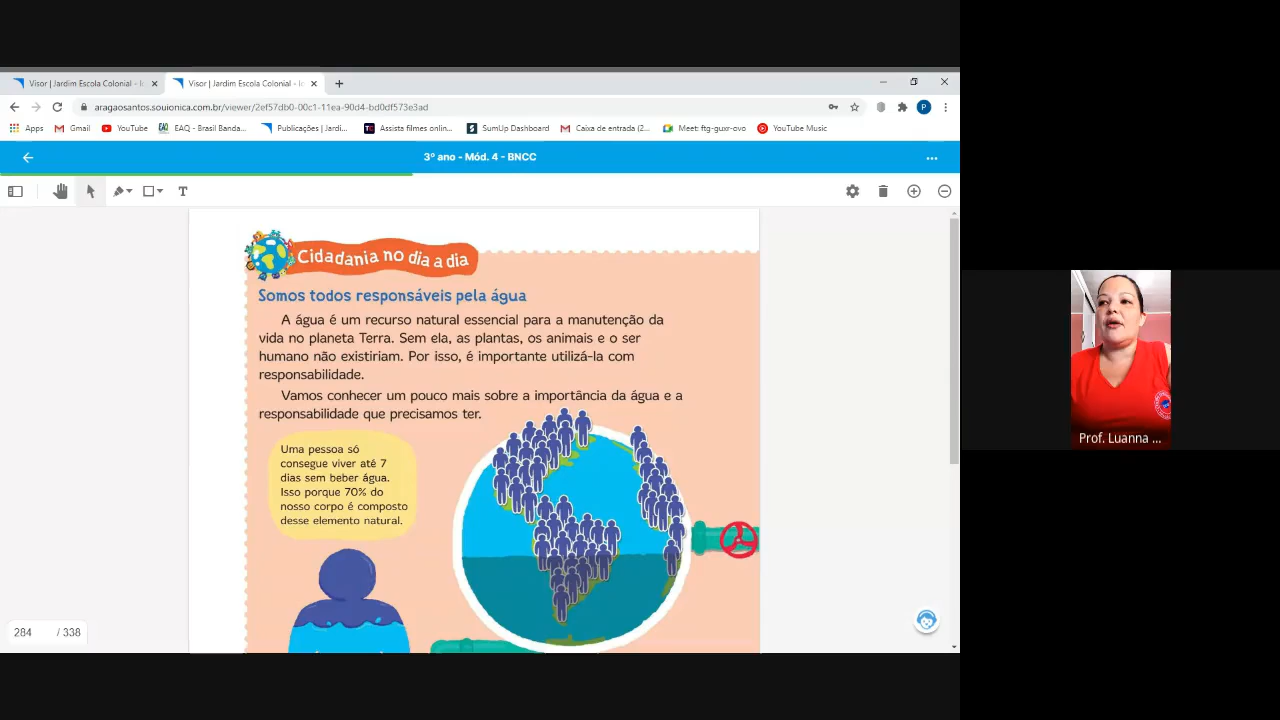 Visor | Jardim Escola Colonial - I
Visor | Jardim Escola Colonial - I
aragaosantos.souionica.com.br/viewer/2ef57db0-00c1-11ea-90d4-bd0df573e3ad
P
Apps
Gmail
YouTube
EAQ - Brasil Banda...
Publicações | Jardi...
Assista filmes onlin...
SumUp Dashboard
Caixa de entrada (2...
Meet: ftg-guxr-ovo
YouTube Music
3º ano - Mód. 4 - BNCC
T
Cidadania no dia a dia
Somos todos responsáveis pela água
A água é um recurso natural essencial para a manutenção da
vida no planeta Terra. Sem ela, as plantas, os animais e o ser
humano não existiriam. Por isso, é importante utilizá-la com
responsabilidade.
Vamos conhecer um pouco mais sobre a importância da água e a
responsabilidade que precisamos ter.
Uma pessoa só
consegue viver até 7
dias sem beber água.
Isso porque 70% do
nosso corpo é composto
desse elemento natural.
284 / 338
Prof. Luanna ...